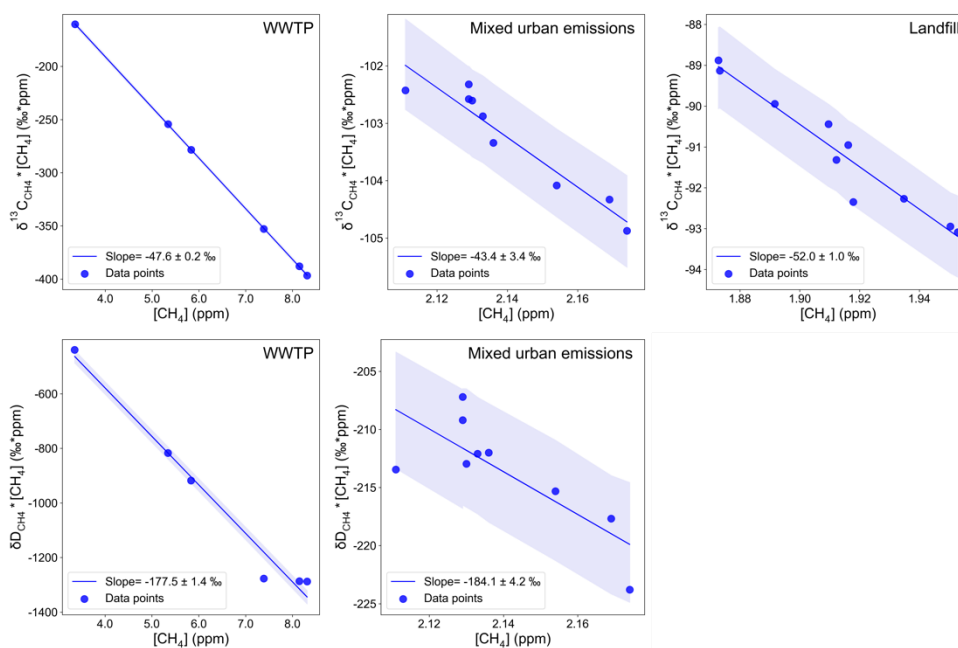 WWTP
δ¹³C_CH4 * [CH₄] (‰*ppm)
-200
-250
-300
-350
-400
Slope= -47.6 ± 0.2 ‰
Data points
4.0 5.0 6.0 7.0 8.0
[CH₄] (ppm)
Mixed urban emissions
δ¹³C_CH4 * [CH₄] (‰*ppm)
-102
-103
-104
-105
Slope= -43.4 ± 3.4 ‰
Data points
2.12 2.14 2.16
[CH₄] (ppm)
Landfill
δ¹³C_CH4 * [CH₄] (‰*ppm)
-88
-89
-90
-91
-92
-93
-94
Slope= -52.0 ± 1.0 ‰
Data points
1.88 1.90 1.92 1.94
[CH₄] (ppm)
WWTP
δD_CH4 * [CH₄] (‰*ppm)
-600
-800
-1000
-1200
-1400
Slope= -177.5 ± 1.4 ‰
Data points
4.0 5.0 6.0 7.0 8.0
[CH₄] (ppm)
Mixed urban emissions
δD_CH4 * [CH₄] (‰*ppm)
-205
-210
-215
-220
-225
Slope= -184.1 ± 4.2 ‰
Data points
2.12 2.14 2.16
[CH₄] (ppm)